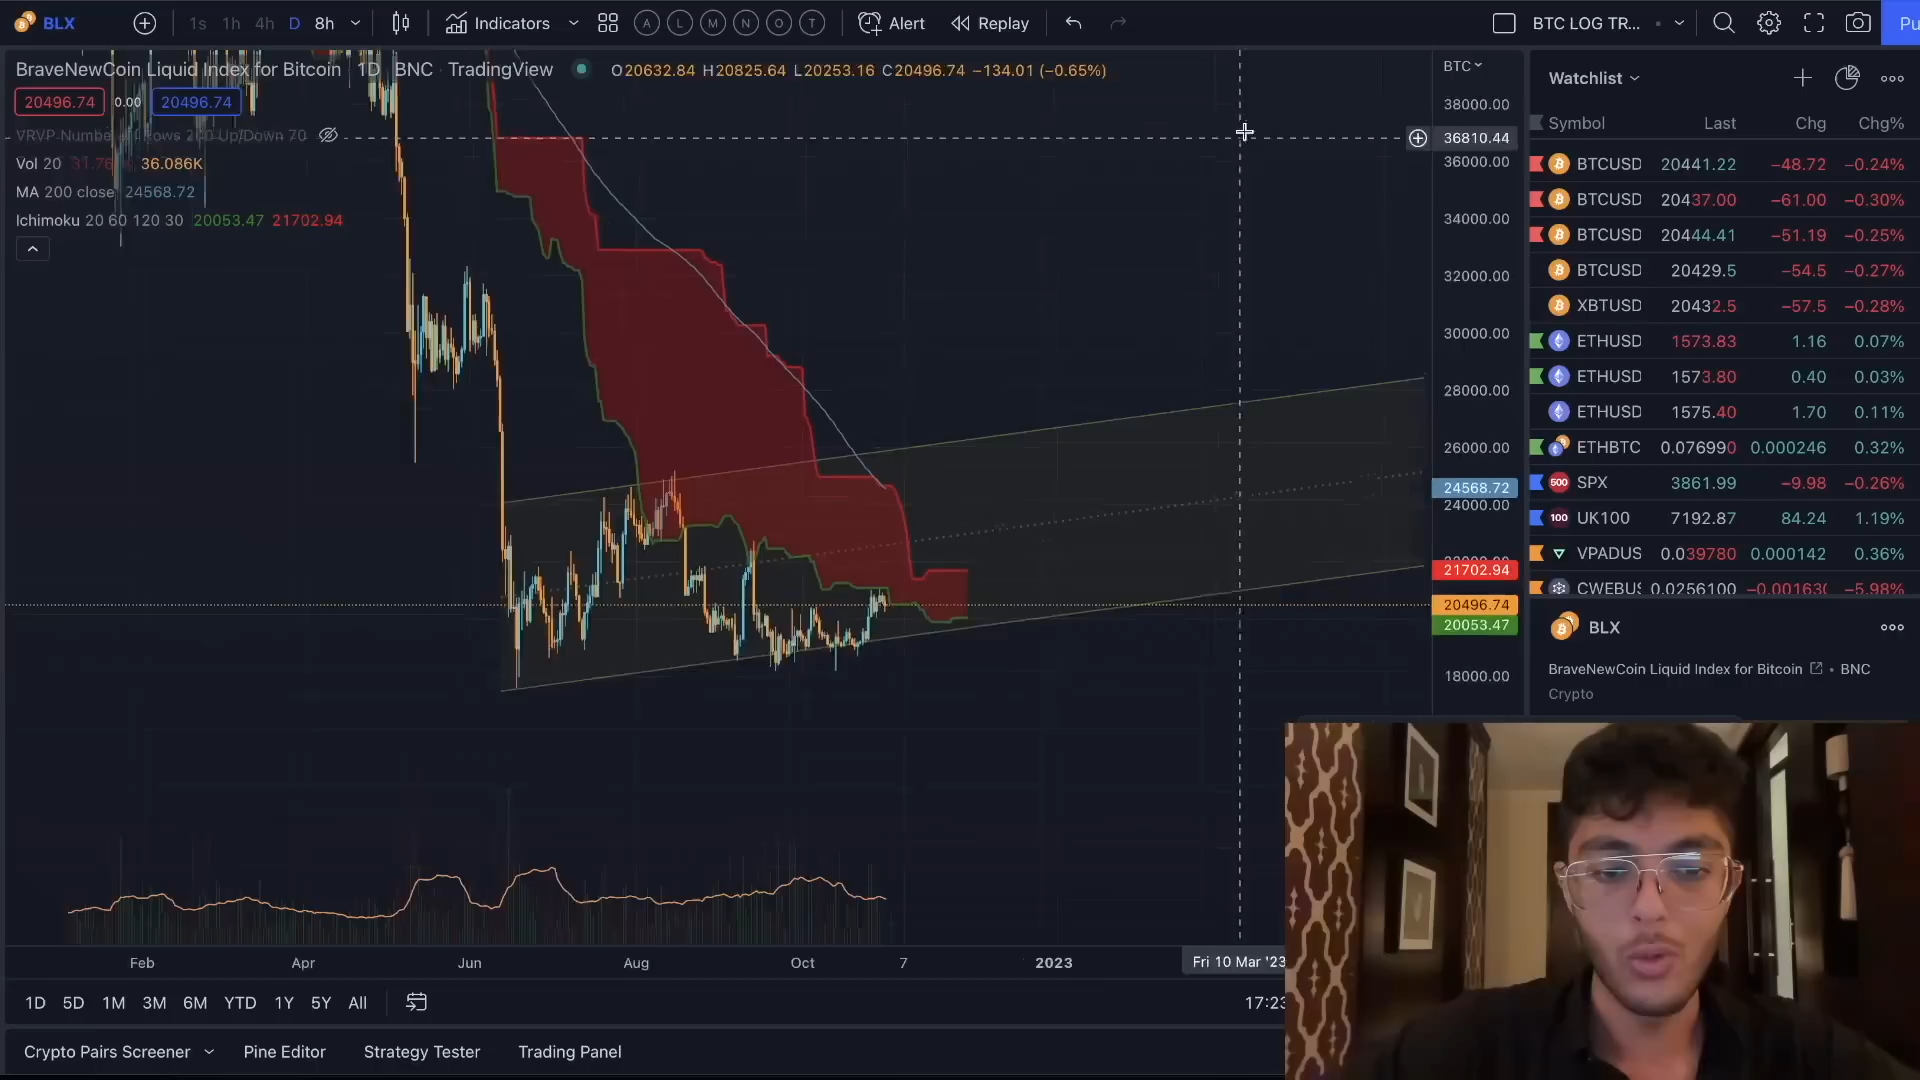 BLX 1s 1h 4h D 8h Indicators A L M N O T Alert Replay BTC LOG TR... Pu
BraveNewCoin Liquid Index for Bitcoin 1D BNC TradingView O20632.84 H20825.64 L20253.16 C20496.74 −134.01 (−0.65%)
20496.74 0.00 20496.74
Vol 20 36.086K
MA 200 close 24568.72
Ichimoku 20 60 120 30 20053.47 21702.94
BTC
38000.00
36810.44
36000.00
34000.00
32000.00
30000.00
28000.00
26000.00
24568.72
24000.00
21702.94
20496.74
20053.47
18000.00
Feb Apr Jun Aug Oct 7 2023 Fri 10 Mar '23
1D 5D 1M 3M 6M YTD 1Y 5Y All 17:23
Crypto Pairs Screener Pine Editor Strategy Tester Trading Panel
Watchlist
Symbol Last Chg Chg%
BTCUSD 20441.22 −48.72 −0.24%
BTCUSD 20437.00 −61.00 −0.30%
BTCUSD 20444.41 −51.19 −0.25%
BTCUSD 20429.5 −54.5 −0.27%
XBTUSD 20432.5 −57.5 −0.28%
ETHUSD 1573.83 1.16 0.07%
ETHUSD 1573.80 0.40 0.03%
ETHUSD 1575.40 1.70 0.11%
ETHBTC 0.076990 0.000246 0.32%
500 SPX 3861.99 −9.98 −0.26%
100 UK100 7192.87 84.24 1.19%
VPADUS 0.039780 0.000142 0.36%
CWEBUS 0.0256100 −0.001630 −5.98%
BLX
BraveNewCoin Liquid Index for Bitcoin • BNC
Crypto